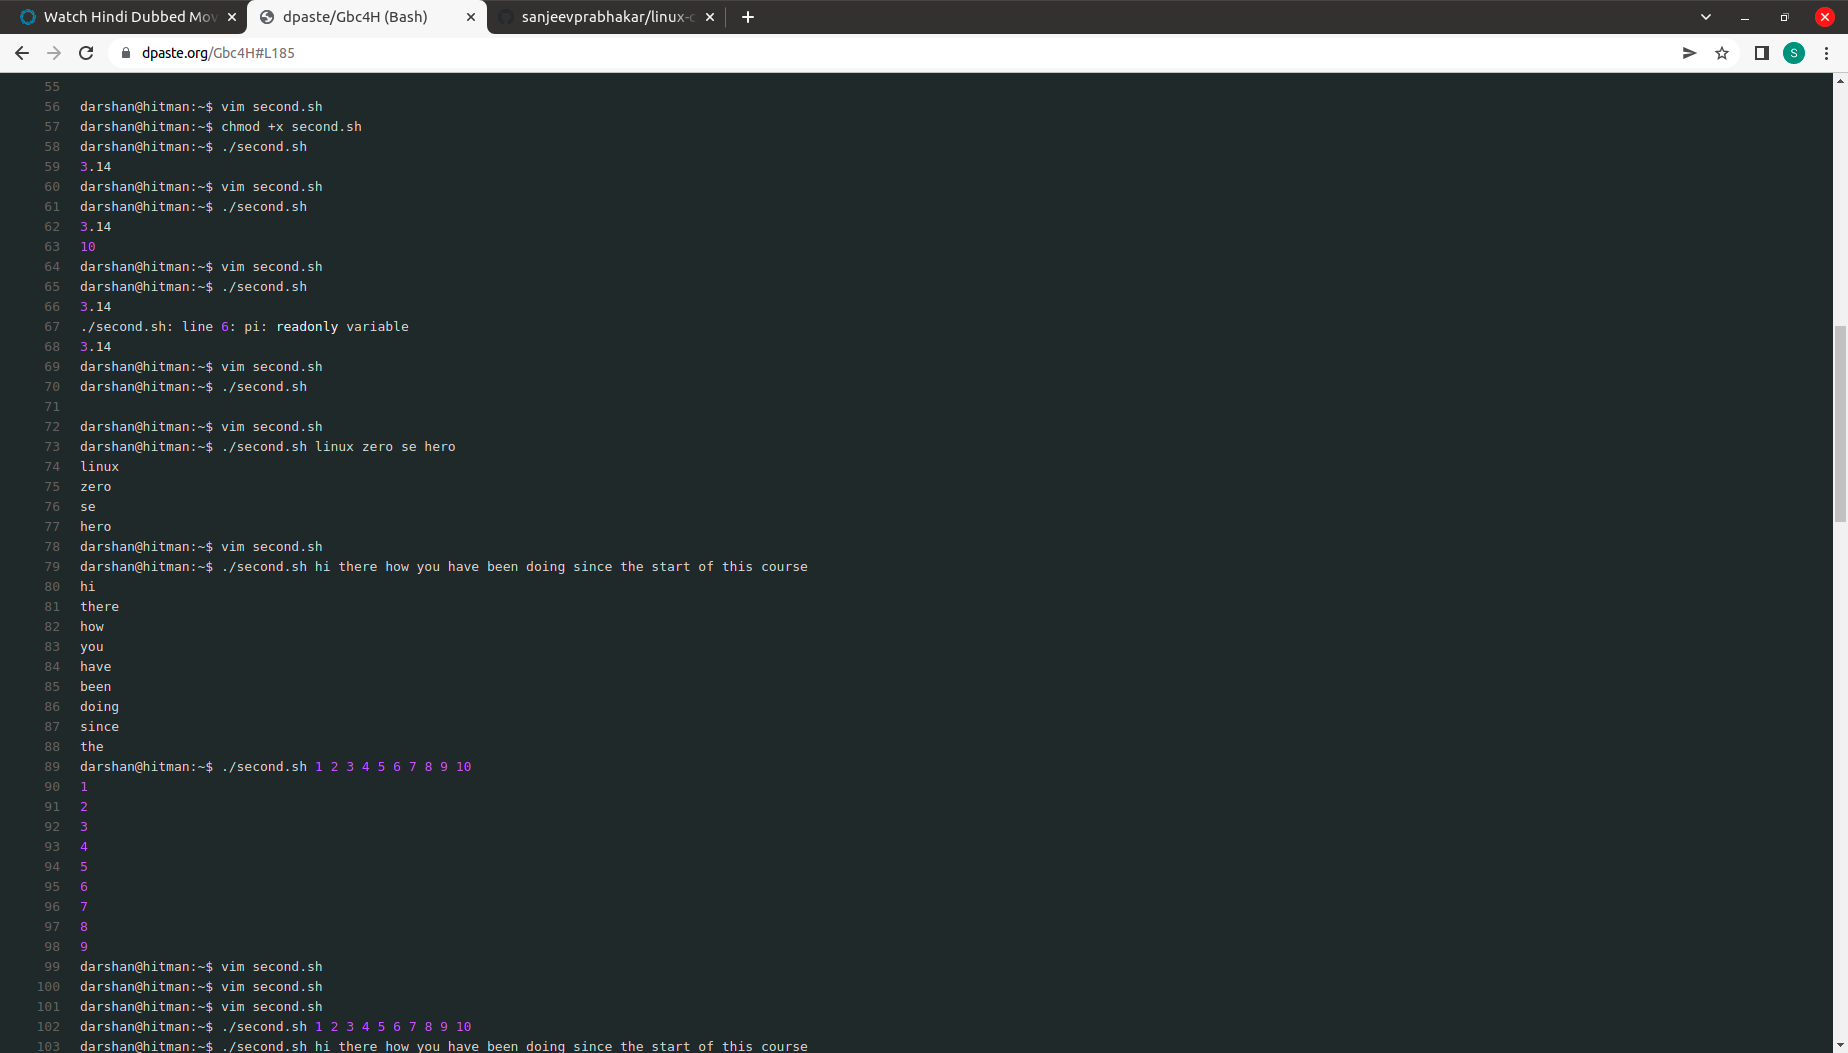 Watch Hindi Dubbed Mov
dpaste/Gbc4H (Bash)
sanjeevprabhakar/linux-c
dpaste.org/Gbc4H#L185
S
55
56 darshan@hitman:~$ vim second.sh
57 darshan@hitman:~$ chmod +x second.sh
58 darshan@hitman:~$ ./second.sh
59 3.14
60 darshan@hitman:~$ vim second.sh
61 darshan@hitman:~$ ./second.sh
62 3.14
63 10
64 darshan@hitman:~$ vim second.sh
65 darshan@hitman:~$ ./second.sh
66 3.14
67 ./second.sh: line 6: pi: readonly variable
68 3.14
69 darshan@hitman:~$ vim second.sh
70 darshan@hitman:~$ ./second.sh
71
72 darshan@hitman:~$ vim second.sh
73 darshan@hitman:~$ ./second.sh linux zero se hero
74 linux
75 zero
76 se
77 hero
78 darshan@hitman:~$ vim second.sh
79 darshan@hitman:~$ ./second.sh hi there how you have been doing since the start of this course
80 hi
81 there
82 how
83 you
84 have
85 been
86 doing
87 since
88 the
89 darshan@hitman:~$ ./second.sh 1 2 3 4 5 6 7 8 9 10
90 1
91 2
92 3
93 4
94 5
95 6
96 7
97 8
98 9
99 darshan@hitman:~$ vim second.sh
100 darshan@hitman:~$ vim second.sh
101 darshan@hitman:~$ vim second.sh
102 darshan@hitman:~$ ./second.sh 1 2 3 4 5 6 7 8 9 10
103 darshan@hitman:~$ ./second.sh hi there how you have been doing since the start of this course